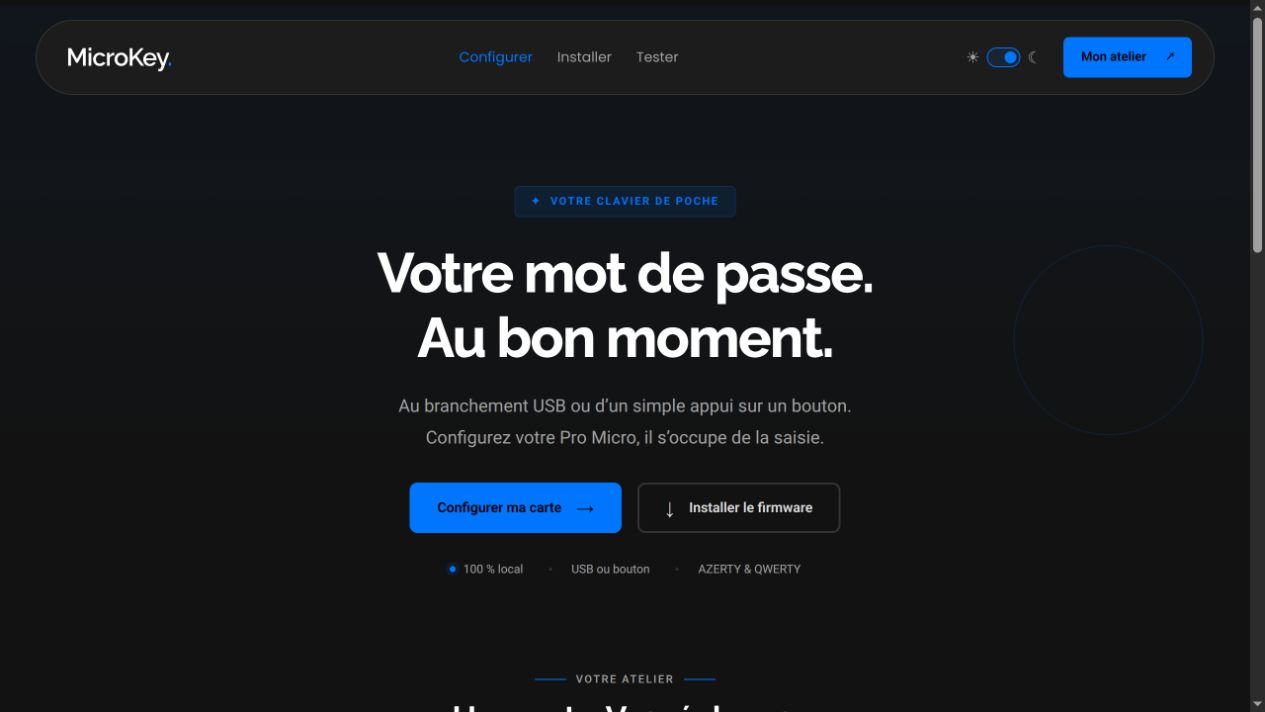 MicroKey.
Configurer
Installer
Tester
Mon atelier
VOTRE CLAVIER DE POCHE
Votre mot de passe.
Au bon moment.
Au branchement USB ou d’un simple appui sur un bouton.
Configurez votre Pro Micro, il s’occupe de la saisie.
Configurer ma carte
Installer le firmware
100 % local
USB ou bouton
AZERTY & QWERTY
VOTRE ATELIER